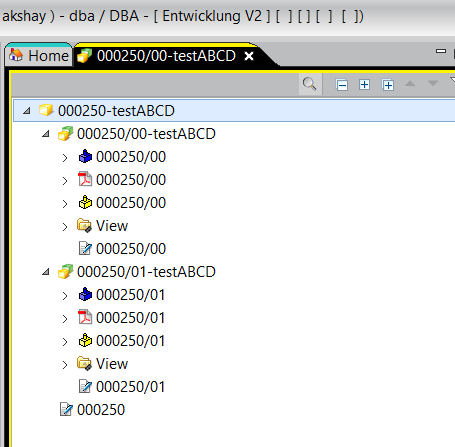 akshay ) - dba / DBA - [ Entwicklung V2 ] [ ] [ ] [ ] [ ])
Home 000250/00-testABCD
000250-testABCD
000250/00-testABCD
000250/00
000250/00
000250/00
View
000250/00
000250/01-testABCD
000250/01
000250/01
000250/01
View
000250/01
000250